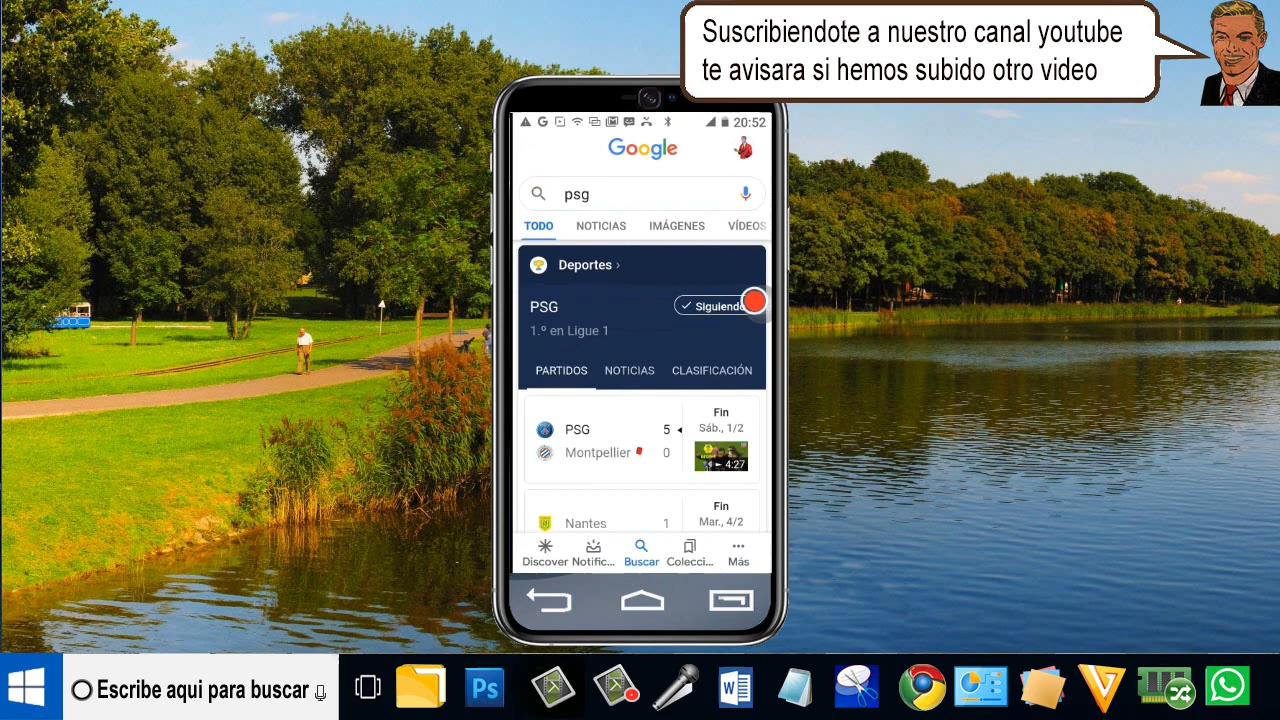 Suscribiendote a nuestro canal youtube
te avisara si hemos subido otro video
20:52
Google
psg
TODO NOTICIAS IMÁGENES VÍDEOS
Deportes ›
PSG
Siguiendo
1.º en Ligue 1
PARTIDOS NOTICIAS CLASIFICACIÓN
Fin
Sáb., 1/2
PSG 5
Montpellier 0
4:27
Fin
Mar., 4/2
Nantes 1
Discover Notific... Buscar Colecci... Más
Escribe aqui para buscar
Ps
W